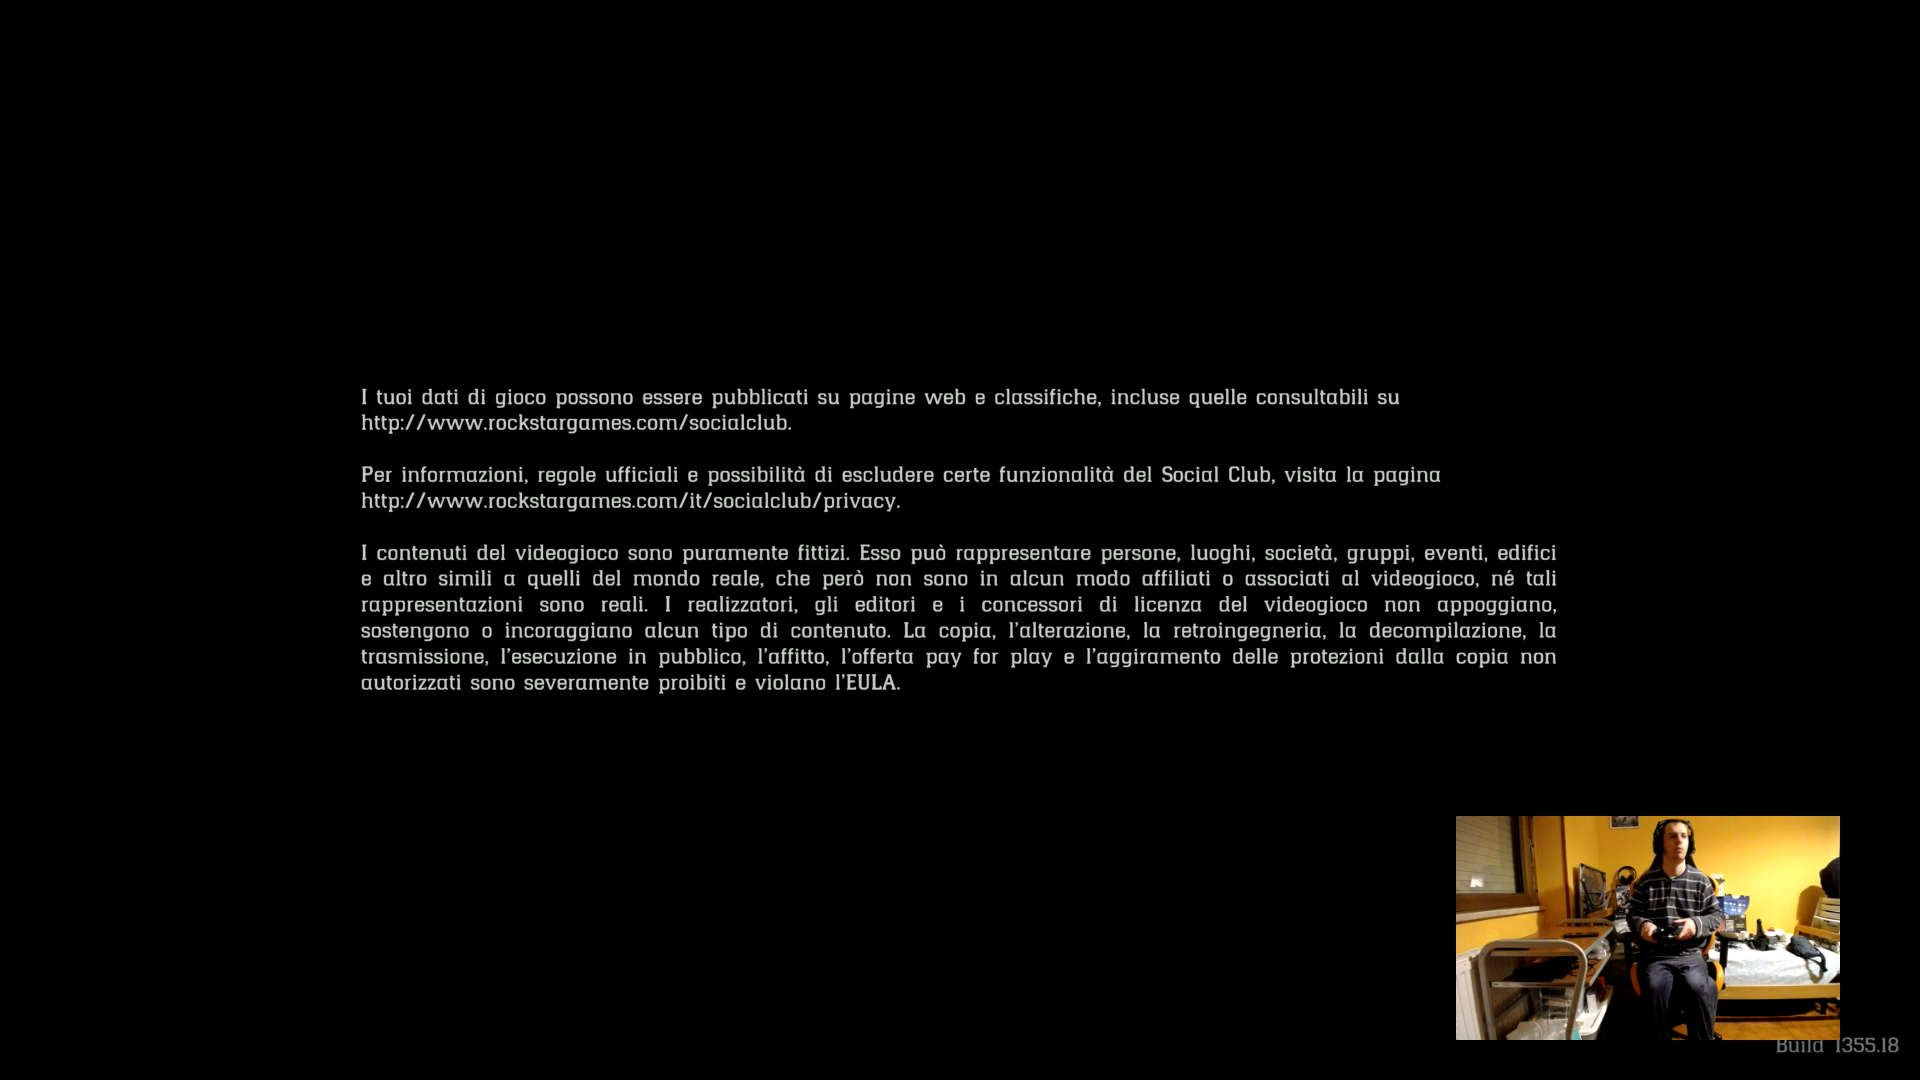 I tuoi dati di gioco possono essere pubblicati su pagine web e classifiche, incluse quelle consultabili su
http://www.rockstargames.com/socialclub.
Per informazioni, regole ufficiali e possibilità di escludere certe funzionalità del Social Club, visita la pagina
http://www.rockstargames.com/it/socialclub/privacy.
I contenuti del videogioco sono puramente fittizi. Esso può rappresentare persone, luoghi, società, gruppi, eventi, edifici
e altro simili a quelli del mondo reale, che però non sono in alcun modo affiliati o associati al videogioco, né tali
rappresentazioni sono reali. I realizzatori, gli editori e i concessori di licenza del videogioco non appoggiano,
sostengono o incoraggiano alcun tipo di contenuto. La copia, l'alterazione, la retroingegneria, la decompilazione, la
trasmissione, l'esecuzione in pubblico, l'affitto, l'offerta pay for play e l'aggiramento delle protezioni dalla copia non
autorizzati sono severamente proibiti e violano l'EULA.
Build 1355.18